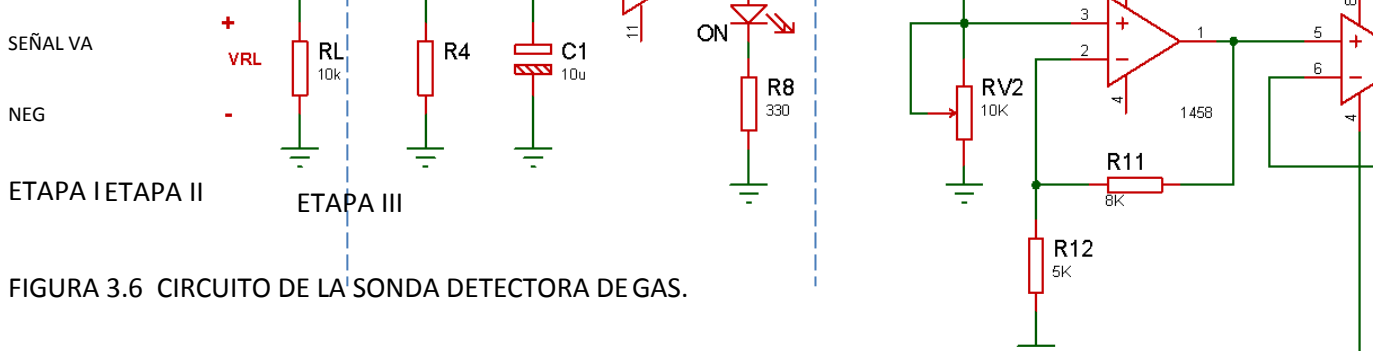 +
SEÑAL VA
VRL
RL
10k
R4
C1
10u
11
ON
R8
330
3
2
+
−
1
4
1458
RV2
10K
R11
8K
R12
5K
5
6
+
−
8
4
NEG
-
ETAPA I ETAPA II
ETAPA III
FIGURA 3.6 CIRCUITO DE LA SONDA DETECTORA DE GAS.